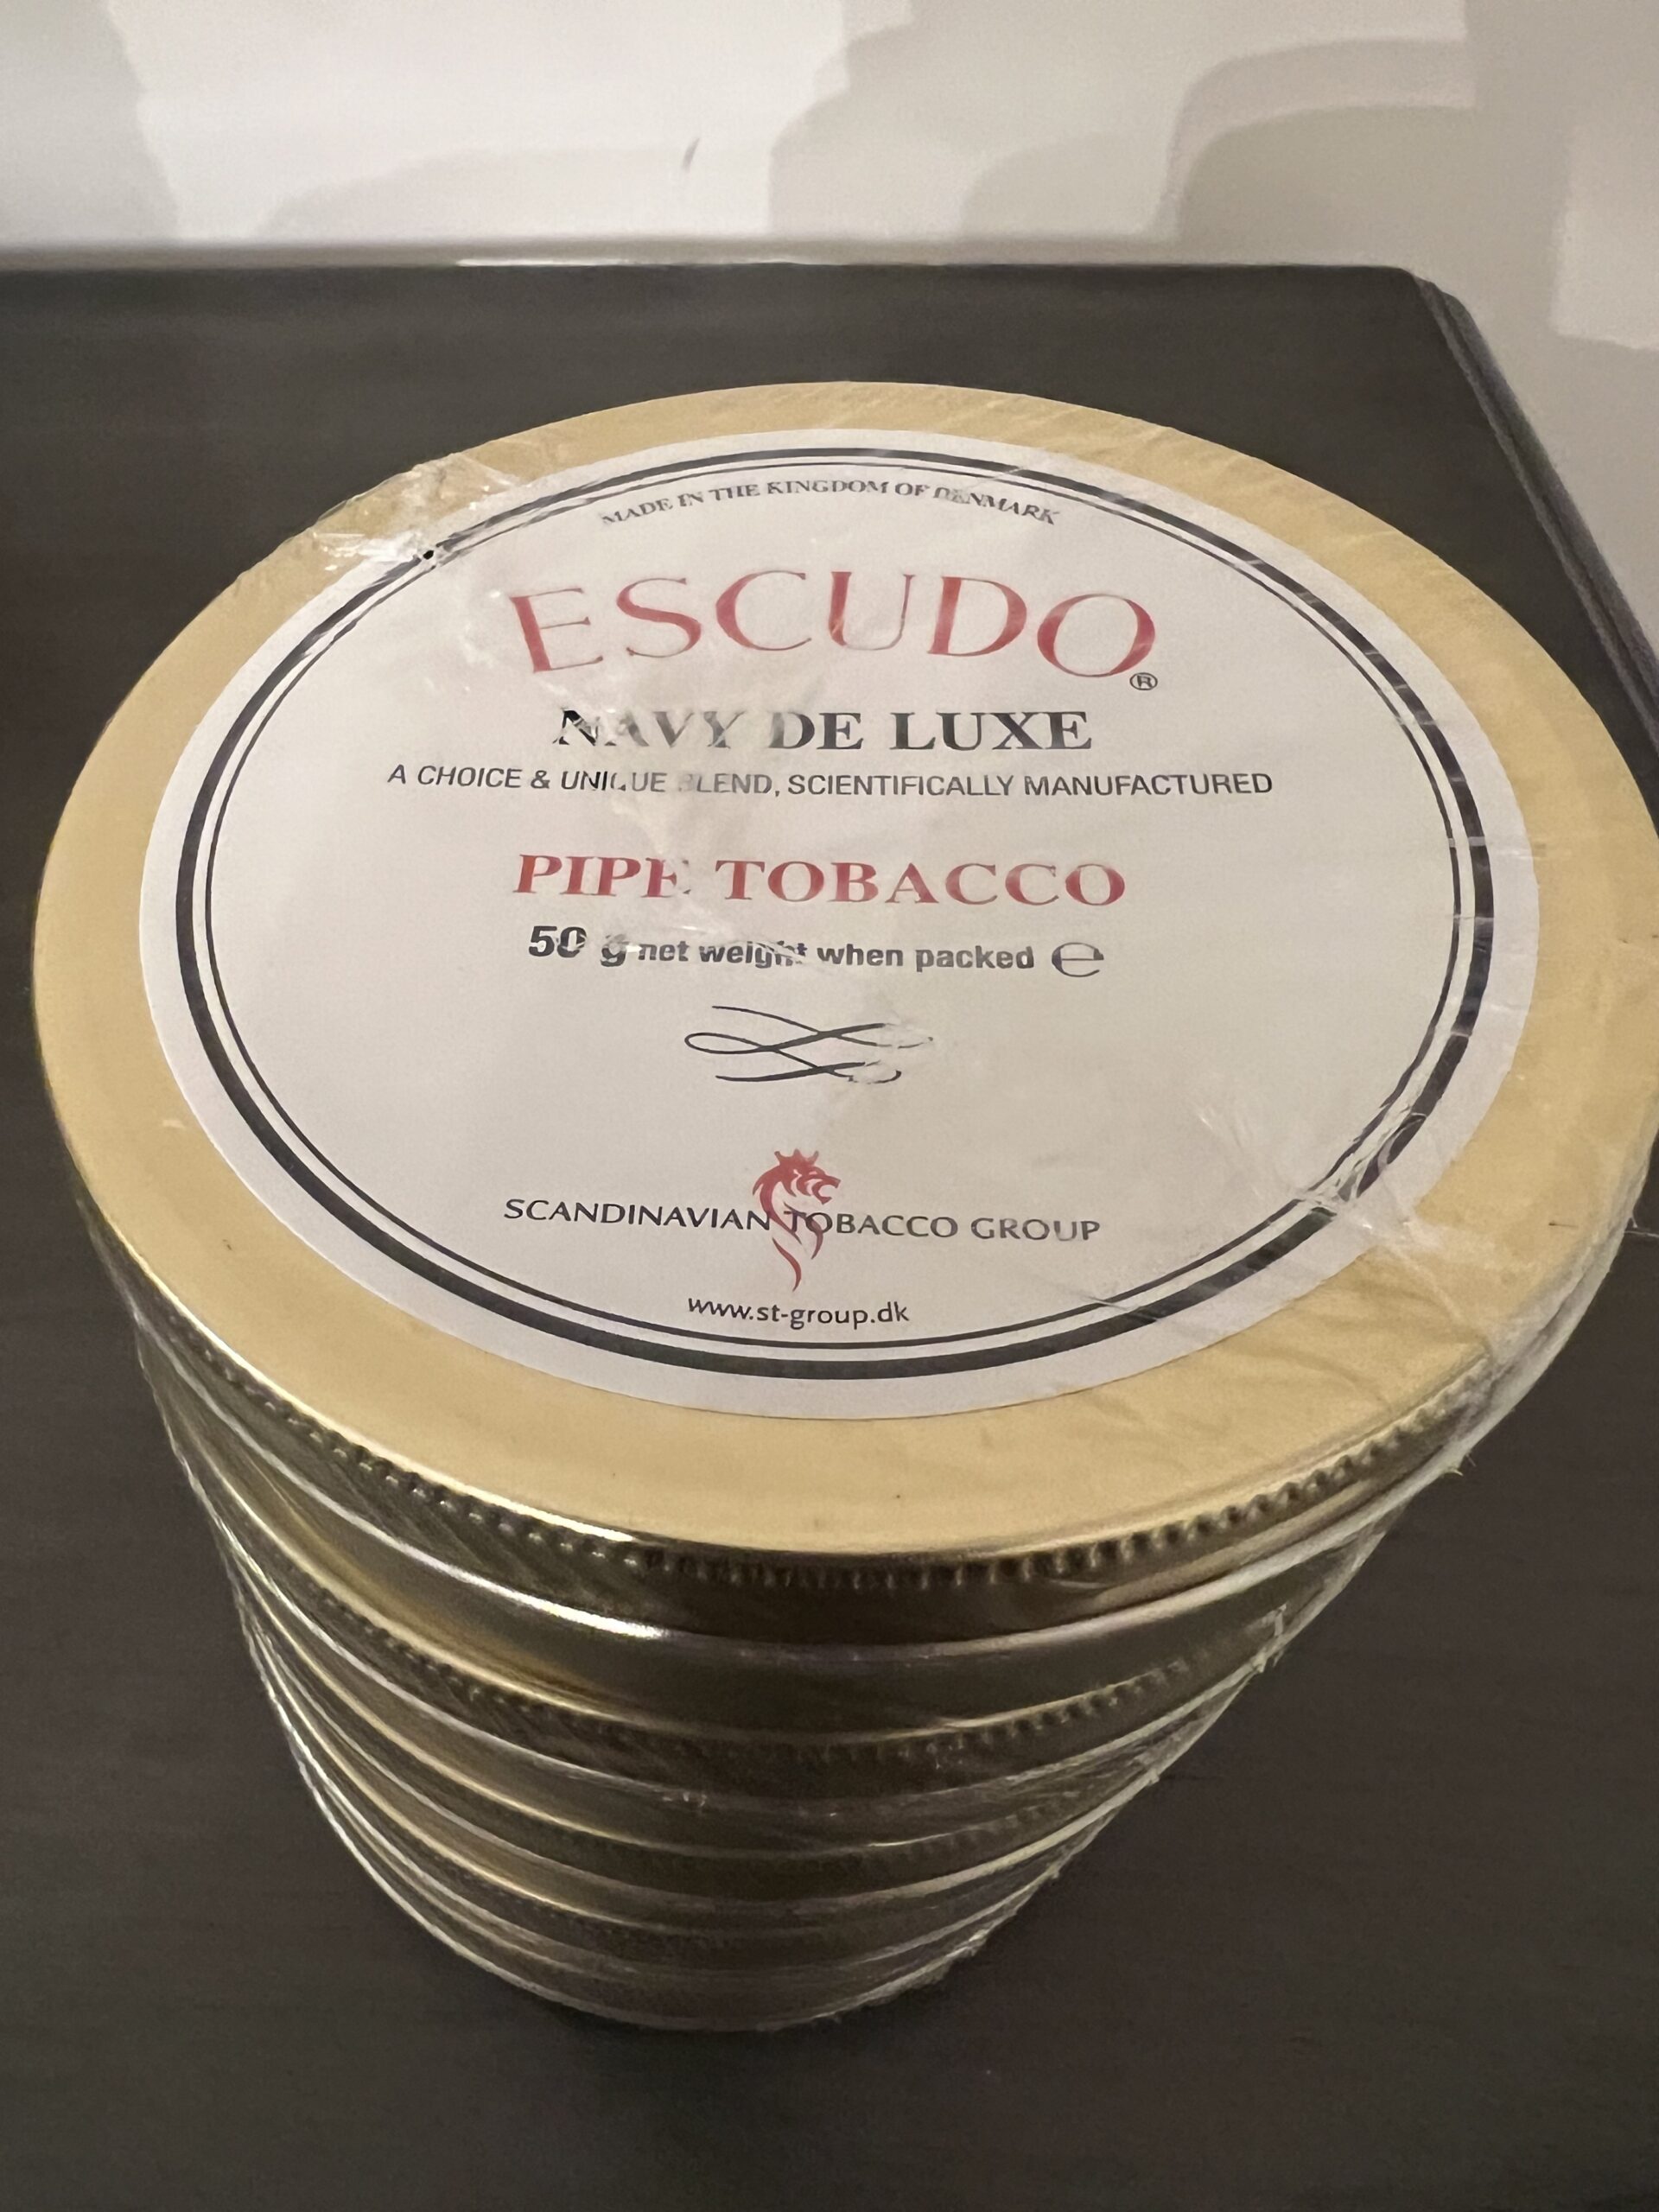 MADE IN THE KINGDOM OF DENMARK
ESCUDO®
NAVY DE LUXE
A CHOICE & UNIQUE BLEND, SCIENTIFICALLY MANUFACTURED
PIPE TOBACCO
50 g net weight when packed ℮
SCANDINAVIAN TOBACCO GROUP
www.st-group.dk